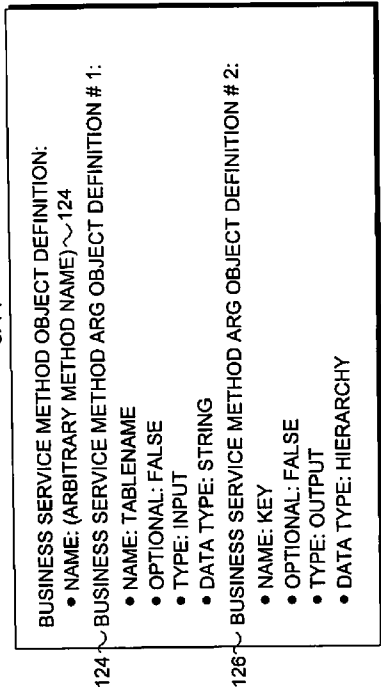 BUSINESS SERVICE METHOD OBJECT DEFINITION:
• NAME: (ARBITRARY METHOD NAME)~124
124~BUSINESS SERVICE METHOD ARG OBJECT DEFINITION # 1:
• NAME: TABLENAME
• OPTIONAL: FALSE
• TYPE: INPUT
• DATA TYPE: STRING
126~BUSINESS SERVICE METHOD ARG OBJECT DEFINITION # 2:
• NAME: KEY
• OPTIONAL: FALSE
• TYPE: OUTPUT
• DATA TYPE: HIERARCHY